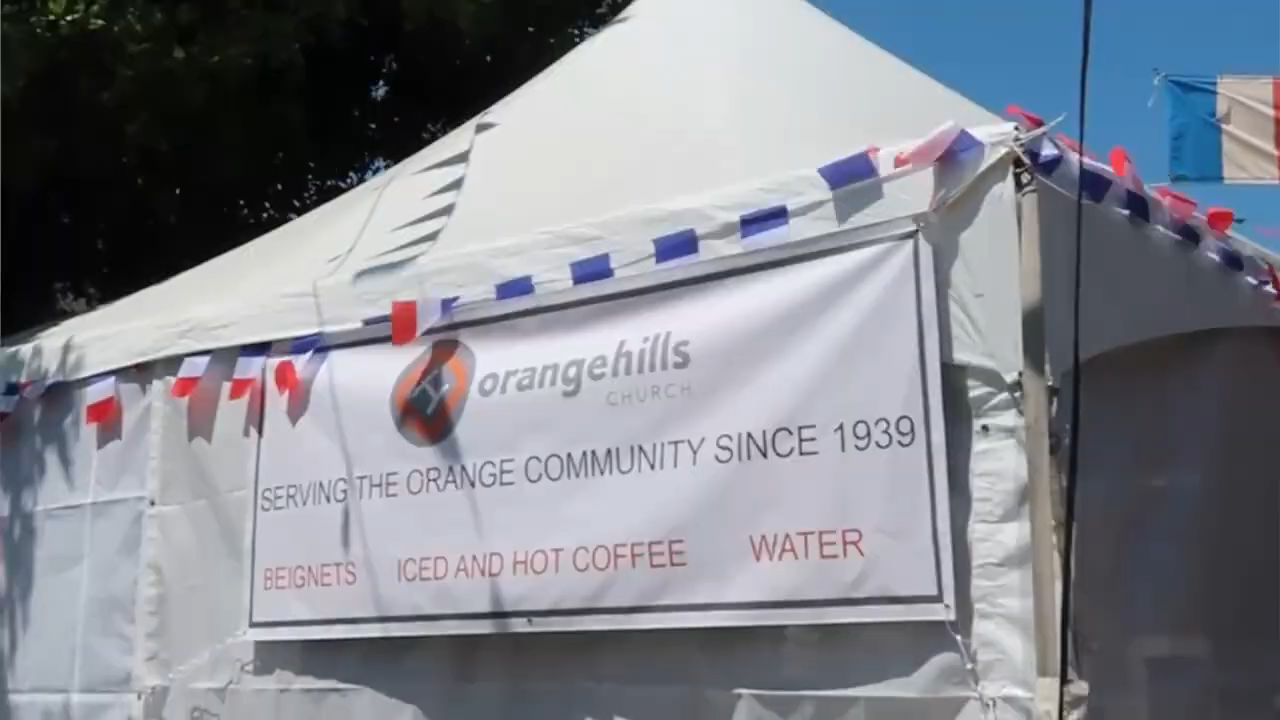 orangehills
CHURCH
SERVING THE ORANGE COMMUNITY SINCE 1939
BEIGNETS ICED AND HOT COFFEE WATER